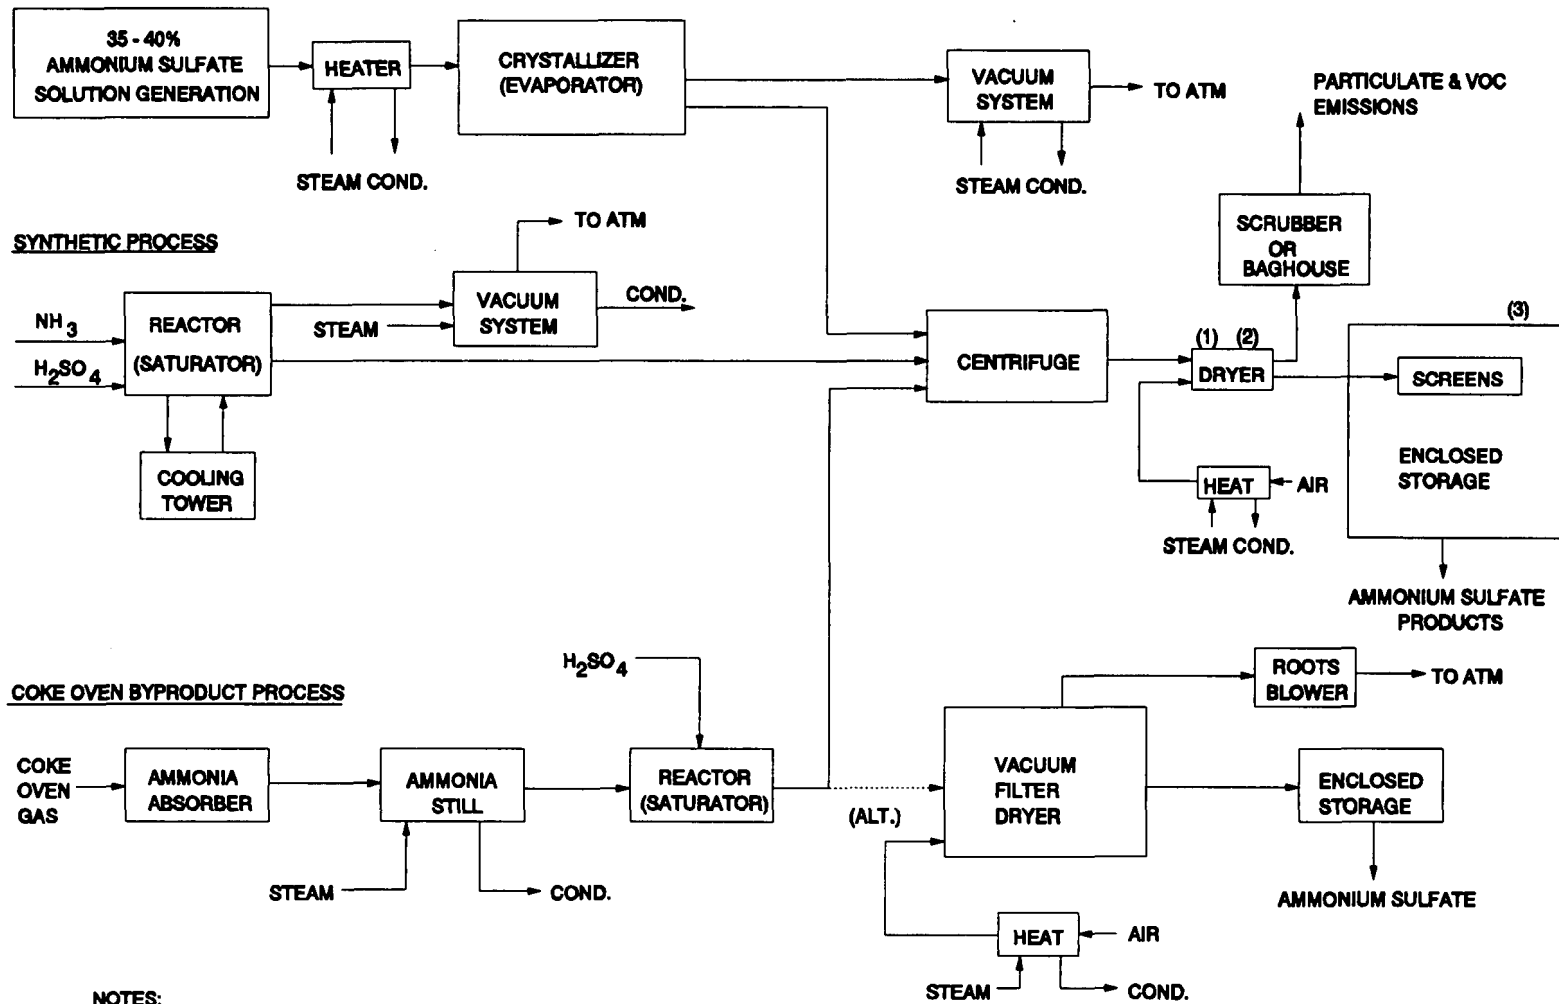 35 - 40%
AMMONIUM SULFATE
SOLUTION GENERATION
HEATER
STEAM COND.
CRYSTALLIZER
(EVAPORATOR)
VACUUM
SYSTEM
TO ATM
STEAM COND.
PARTICULATE & VOC
EMISSIONS
SCRUBBER
OR
BAGHOUSE
SYNTHETIC PROCESS
NH3
H2SO4
REACTOR
(SATURATOR)
COOLING
TOWER
TO ATM
STEAM
VACUUM
SYSTEM
COND.
CENTRIFUGE
(1) (2)
DRYER
HEAT
AIR
STEAM COND.
(3)
SCREENS
ENCLOSED
STORAGE
AMMONIUM SULFATE
PRODUCTS
COKE OVEN BYPRODUCT PROCESS
COKE
OVEN
GAS
AMMONIA
ABSORBER
AMMONIA
STILL
STEAM
COND.
H2SO4
REACTOR
(SATURATOR)
(ALT.)
VACUUM
FILTER
DRYER
ROOTS
BLOWER
TO ATM
ENCLOSED
STORAGE
AMMONIUM SULFATE
HEAT
AIR
STEAM
COND.
NOTES: